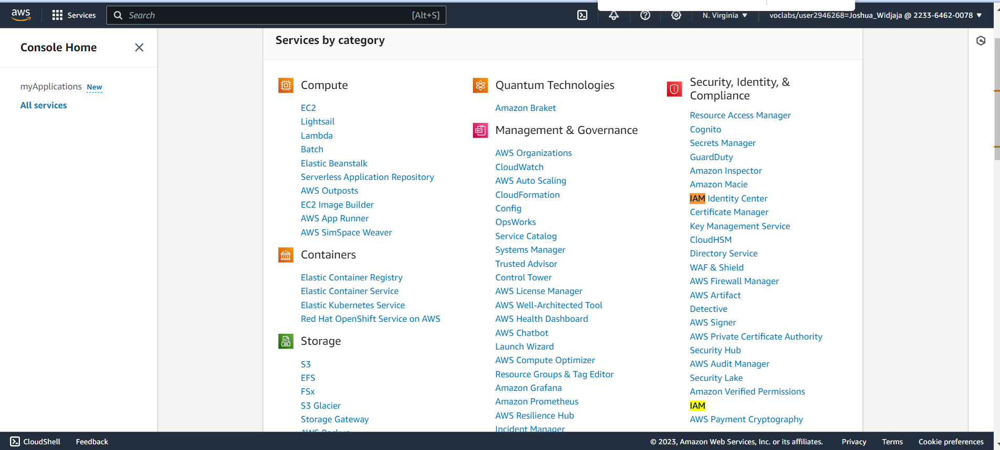 aws
Services
Search
[Alt+S]
N. Virginia
voclabs/user2946268=Joshua_Widjaja @ 2233-6462-0078
Console Home
myApplications New
All services
Services by category
Compute
EC2
Lightsail
Lambda
Batch
Elastic Beanstalk
Serverless Application Repository
AWS Outposts
EC2 Image Builder
AWS App Runner
AWS SimSpace Weaver
Containers
Elastic Container Registry
Elastic Container Service
Elastic Kubernetes Service
Red Hat OpenShift Service on AWS
Storage
S3
EFS
FSx
S3 Glacier
Storage Gateway
AWS Backup
Quantum Technologies
Amazon Braket
Management & Governance
AWS Organizations
CloudWatch
AWS Auto Scaling
CloudFormation
Config
OpsWorks
Service Catalog
Systems Manager
Trusted Advisor
Control Tower
AWS License Manager
AWS Well-Architected Tool
AWS Health Dashboard
AWS Chatbot
Launch Wizard
AWS Compute Optimizer
Resource Groups & Tag Editor
Amazon Grafana
Amazon Prometheus
AWS Resilience Hub
Incident Manager
Security, Identity, &
Compliance
Resource Access Manager
Cognito
Secrets Manager
GuardDuty
Amazon Inspector
Amazon Macie
IAM Identity Center
Certificate Manager
Key Management Service
CloudHSM
Directory Service
WAF & Shield
AWS Firewall Manager
AWS Artifact
Detective
AWS Signer
AWS Private Certificate Authority
Security Hub
AWS Audit Manager
Security Lake
Amazon Verified Permissions
IAM
AWS Payment Cryptography
CloudShell
Feedback
© 2023, Amazon Web Services, Inc. or its affiliates.
Privacy
Terms
Cookie preferences